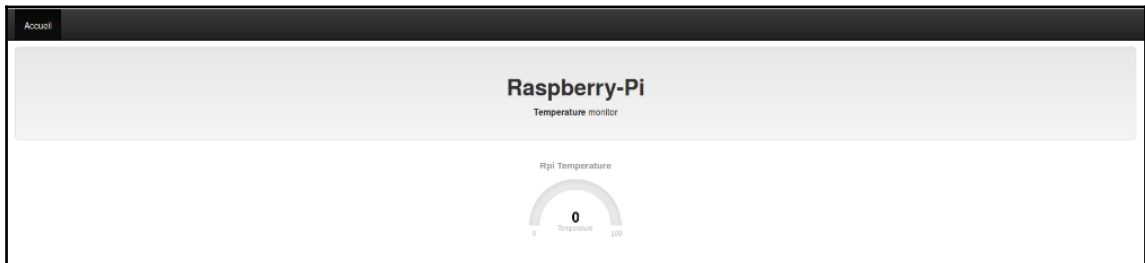 Accueil
Raspberry-Pi
Temperature monitor
Rpi Temperature
0
Temperature
0 100